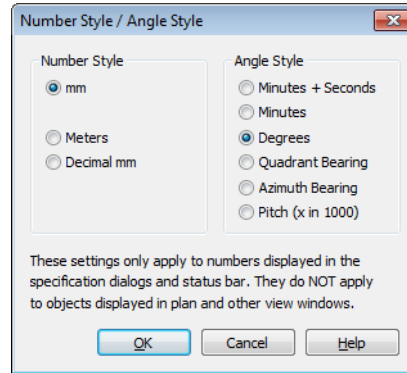 Number Style / Angle Style
Number Style
mm
Meters
Decimal mm
Angle Style
Minutes + Seconds
Minutes
Degrees
Quadrant Bearing
Azimuth Bearing
Pitch (x in 1000)
These settings only apply to numbers displayed in the
specification dialogs and status bar. They do NOT apply
to objects displayed in plan and other view windows.
OK
Cancel
Help